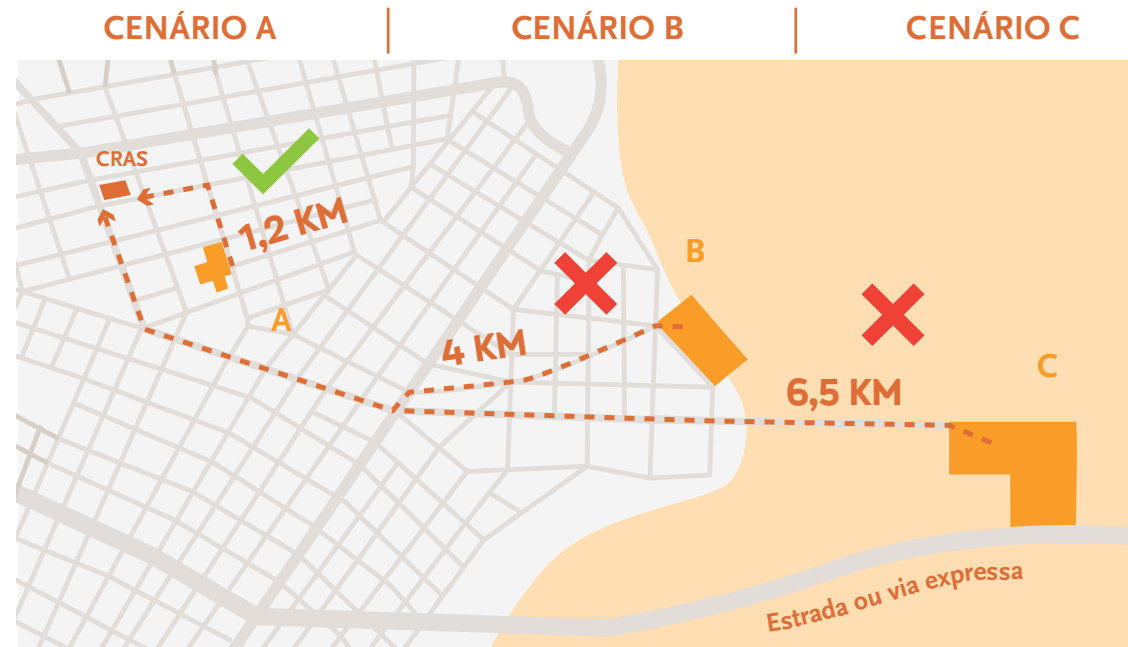 CENÁRIO A
CENÁRIO B
CENÁRIO C
CRAS
1,2 KM
A
B
4 KM
C
6,5 KM
Estrada ou via expressa